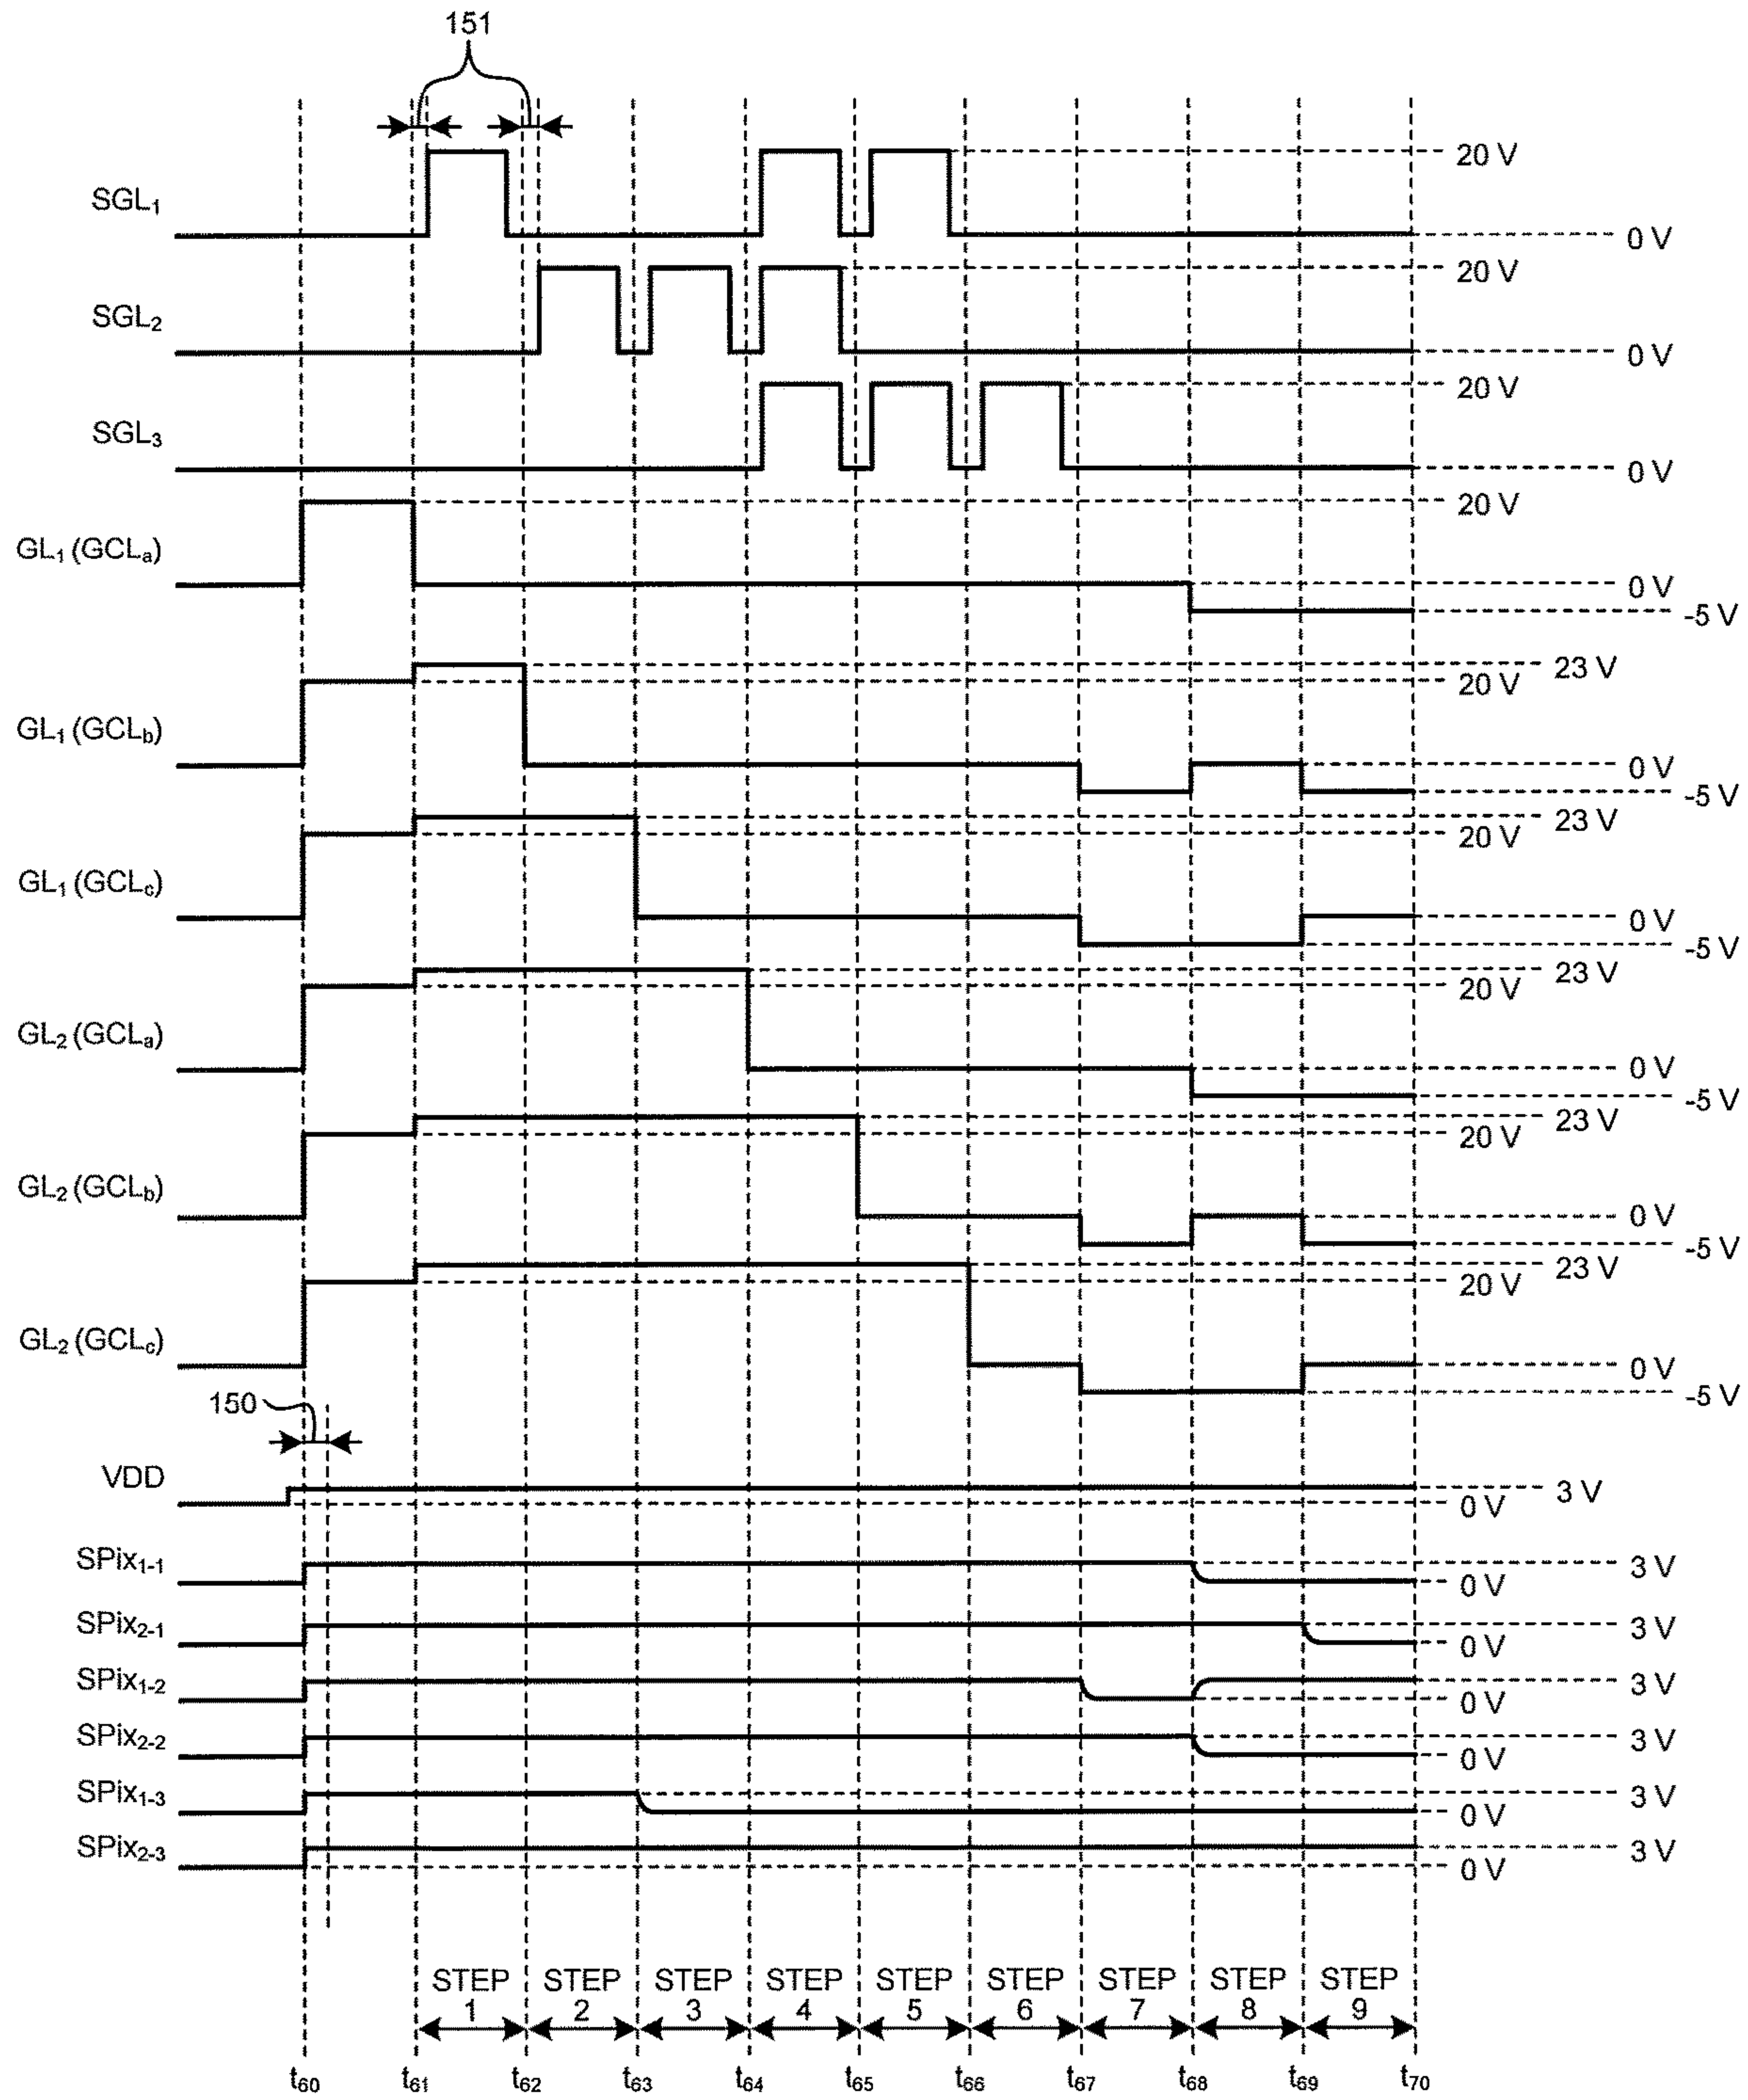 151
20 V
SGL₁
0 V
20 V
SGL₂
0 V
20 V
SGL₃
0 V
20 V
GL₁ (GCLₐ)
0 V
-5 V
23 V
20 V
GL₁ (GCL_b)
0 V
-5 V
23 V
20 V
GL₁ (GCL_c)
0 V
-5 V
23 V
20 V
GL₂ (GCLₐ)
0 V
-5 V
23 V
20 V
GL₂ (GCL_b)
0 V
-5 V
23 V
20 V
GL₂ (GCL_c)
0 V
-5 V
150
VDD
3 V
0 V
SPix₁₋₁
3 V
0 V
SPix₂₋₁
3 V
0 V
SPix₁₋₂
3 V
0 V
SPix₂₋₂
3 V
0 V
SPix₁₋₃
3 V
0 V
SPix₂₋₃
3 V
0 V
STEP 1
STEP 2
STEP 3
STEP 4
STEP 5
STEP 6
STEP 7
STEP 8
STEP 9
t₆₀ t₆₁ t₆₂ t₆₃ t₆₄ t₆₅ t₆₆ t₆₇ t₆₈ t₆₉ t₇₀